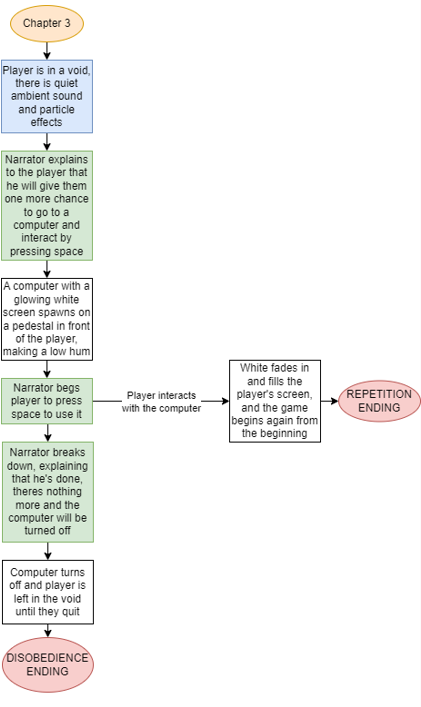 Chapter 3
Player is in a void,
there is quiet
ambient sound
and particle
effects
Narrator explains
to the player that
he will give them
one more chance
to go to a
computer and
interact by
pressing space
A computer with a
glowing white
screen spawns on
a pedestal in front
of the player,
making a low hum
Narrator begs
player to press
space to use it
Player interacts
with the computer
White fades in
and fills the
player's screen,
and the game
begins again from
the beginning
REPETITION
ENDING
Narrator breaks
down, explaining
that he's done,
theres nothing
more and the
computer will be
turned off
Computer turns
off and player is
left in the void
until they quit
DISOBEDIENCE
ENDING